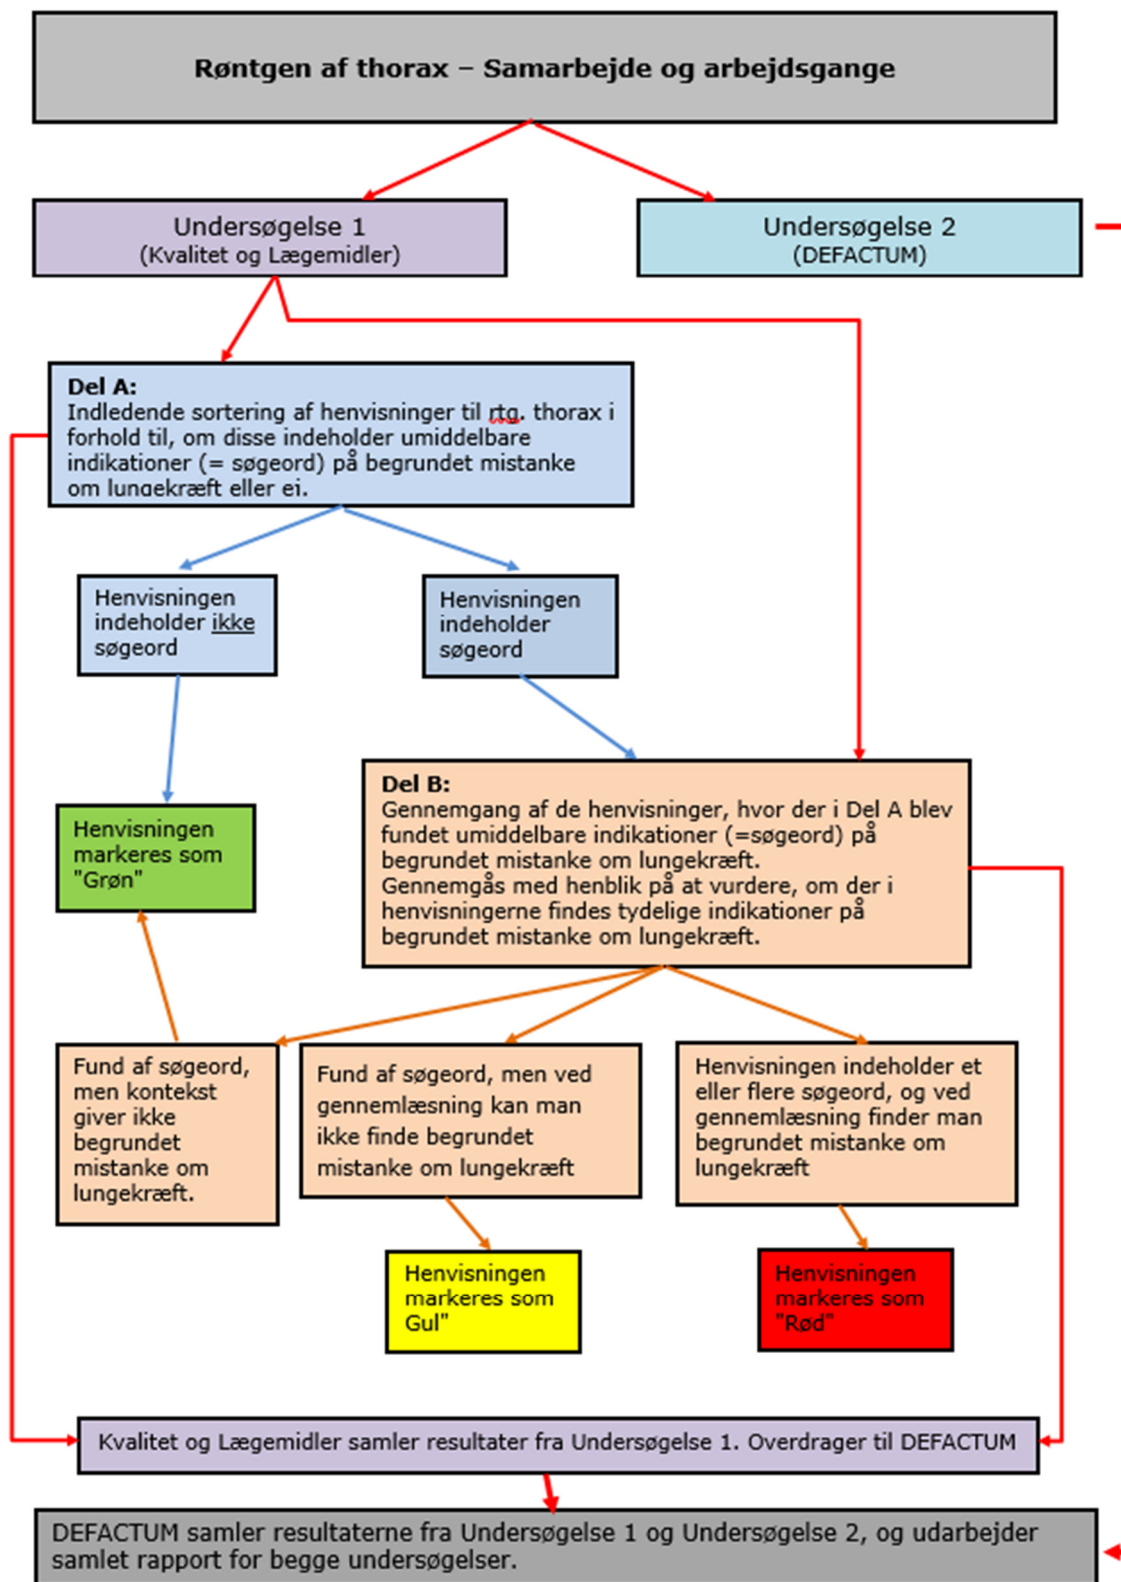 Røntgen af thorax – Samarbejde og arbejdsgange
Undersøgelse 1
(Kvalitet og Lægemidler)
Undersøgelse 2
(DEFACTUM)
Del A:
Indledende sortering af henvisninger til rtg. thorax i
forhold til, om disse indeholder umiddelbare
indikationer (= søgeord) på begrundet mistanke
om lungekræft eller ej.
Henvisningen
indeholder ikke
søgeord
Henvisningen
indeholder
søgeord
Henvisningen
markeres som
"Grøn"
Del B:
Gennemgang af de henvisninger, hvor der i Del A blev
fundet umiddelbare indikationer (=søgeord) på
begrundet mistanke om lungekræft.
Gennemgås med henblik på at vurdere, om der i
henvisningerne findes tydelige indikationer på
begrundet mistanke om lungekræft.
Fund af søgeord,
men kontekst
giver ikke
begrundet
mistanke om
lungekræft.
Fund af søgeord, men ved
gennemlæsning kan man
ikke finde begrundet
mistanke om lungekræft
Henvisningen indeholder et
eller flere søgeord, og ved
gennemlæsning finder man
begrundet mistanke om
lungekræft
Henvisningen
markeres som
Gul"
Henvisningen
markeres som
"Rød"
Kvalitet og Lægemidler samler resultater fra Undersøgelse 1. Overdrager til DEFACTUM
DEFACTUM samler resultaterne fra Undersøgelse 1 og Undersøgelse 2, og udarbejder
samlet rapport for begge undersøgelser.